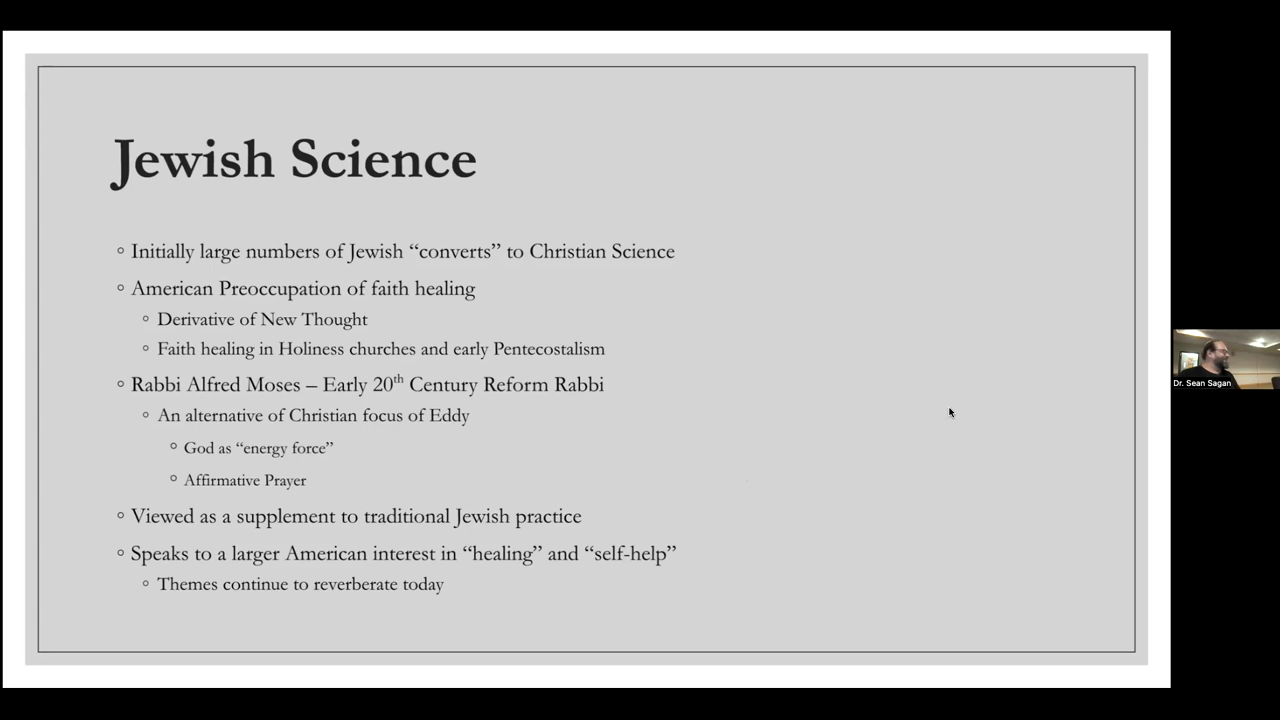 Jewish Science
◦ Initially large numbers of Jewish “converts” to Christian Science
◦ American Preoccupation of faith healing
◦ Derivative of New Thought
◦ Faith healing in Holiness churches and early Pentecostalism
◦ Rabbi Alfred Moses – Early 20th Century Reform Rabbi
◦ An alternative of Christian focus of Eddy
◦ God as “energy force”
◦ Affirmative Prayer
◦ Viewed as a supplement to traditional Jewish practice
◦ Speaks to a larger American interest in “healing” and “self-help”
◦ Themes continue to reverberate today
Dr. Sean Sagan